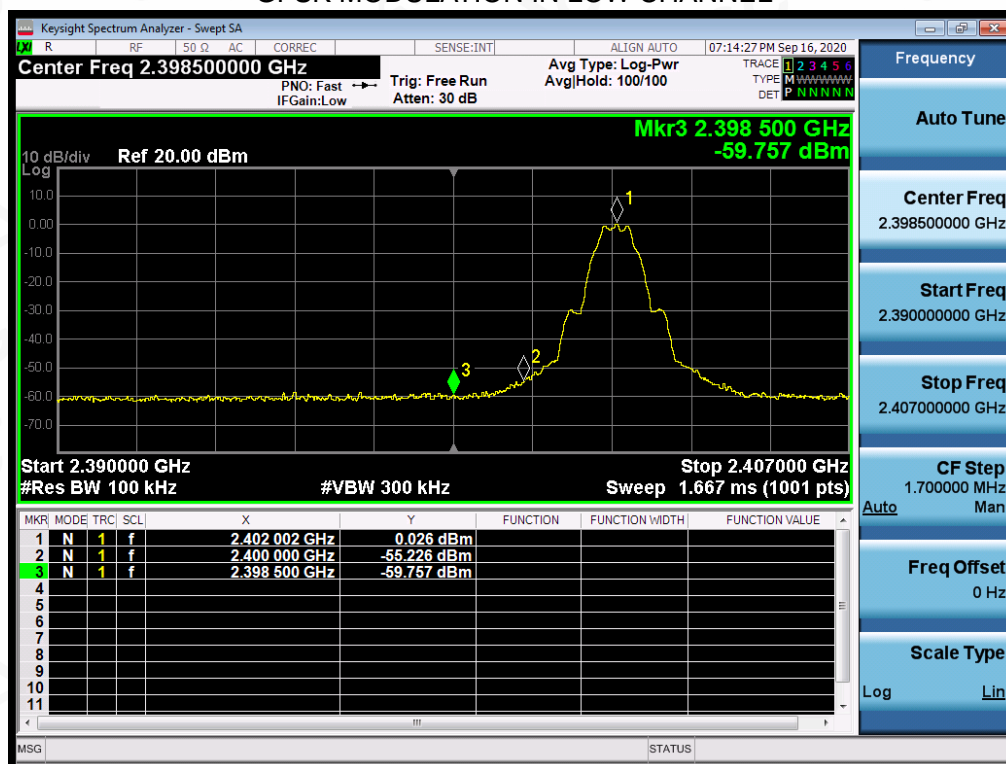 Keysight Spectrum Analyzer - Swept SA
LXI R RF 50 Ω AC CORREC SENSE:INT ALIGN AUTO 07:14:27 PM Sep 16, 2020
Center Freq 2.398500000 GHz
PNO: Fast
IFGain:Low
Trig: Free Run
Atten: 30 dB
Avg Type: Log-Pwr
Avg|Hold: 100/100
TRACE 1 2 3 4 5 6
TYPE M WWWWW
DET P N N N N N
Mkr3 2.398 500 GHz
-59.757 dBm
10 dB/div Ref 20.00 dBm
Log
10.0
0.00
-10.0
-20.0
-30.0
-40.0
-50.0
-60.0
-70.0
1
2
3
Start 2.390000 GHz Stop 2.407000 GHz
#Res BW 100 kHz #VBW 300 kHz Sweep 1.667 ms (1001 pts)
MKR MODE TRC SCL X Y FUNCTION FUNCTION WIDTH FUNCTION VALUE
1 N 1 f 2.402 002 GHz 0.026 dBm
2 N 1 f 2.400 000 GHz -55.226 dBm
3 N 1 f 2.398 500 GHz -59.757 dBm
4
5
6
7
8
9
10
11
MSG STATUS
Frequency
Auto Tune
Center Freq
2.398500000 GHz
Start Freq
2.390000000 GHz
Stop Freq
2.407000000 GHz
CF Step
1.700000 MHz
Auto Man
Freq Offset
0 Hz
Scale Type
Log Lin